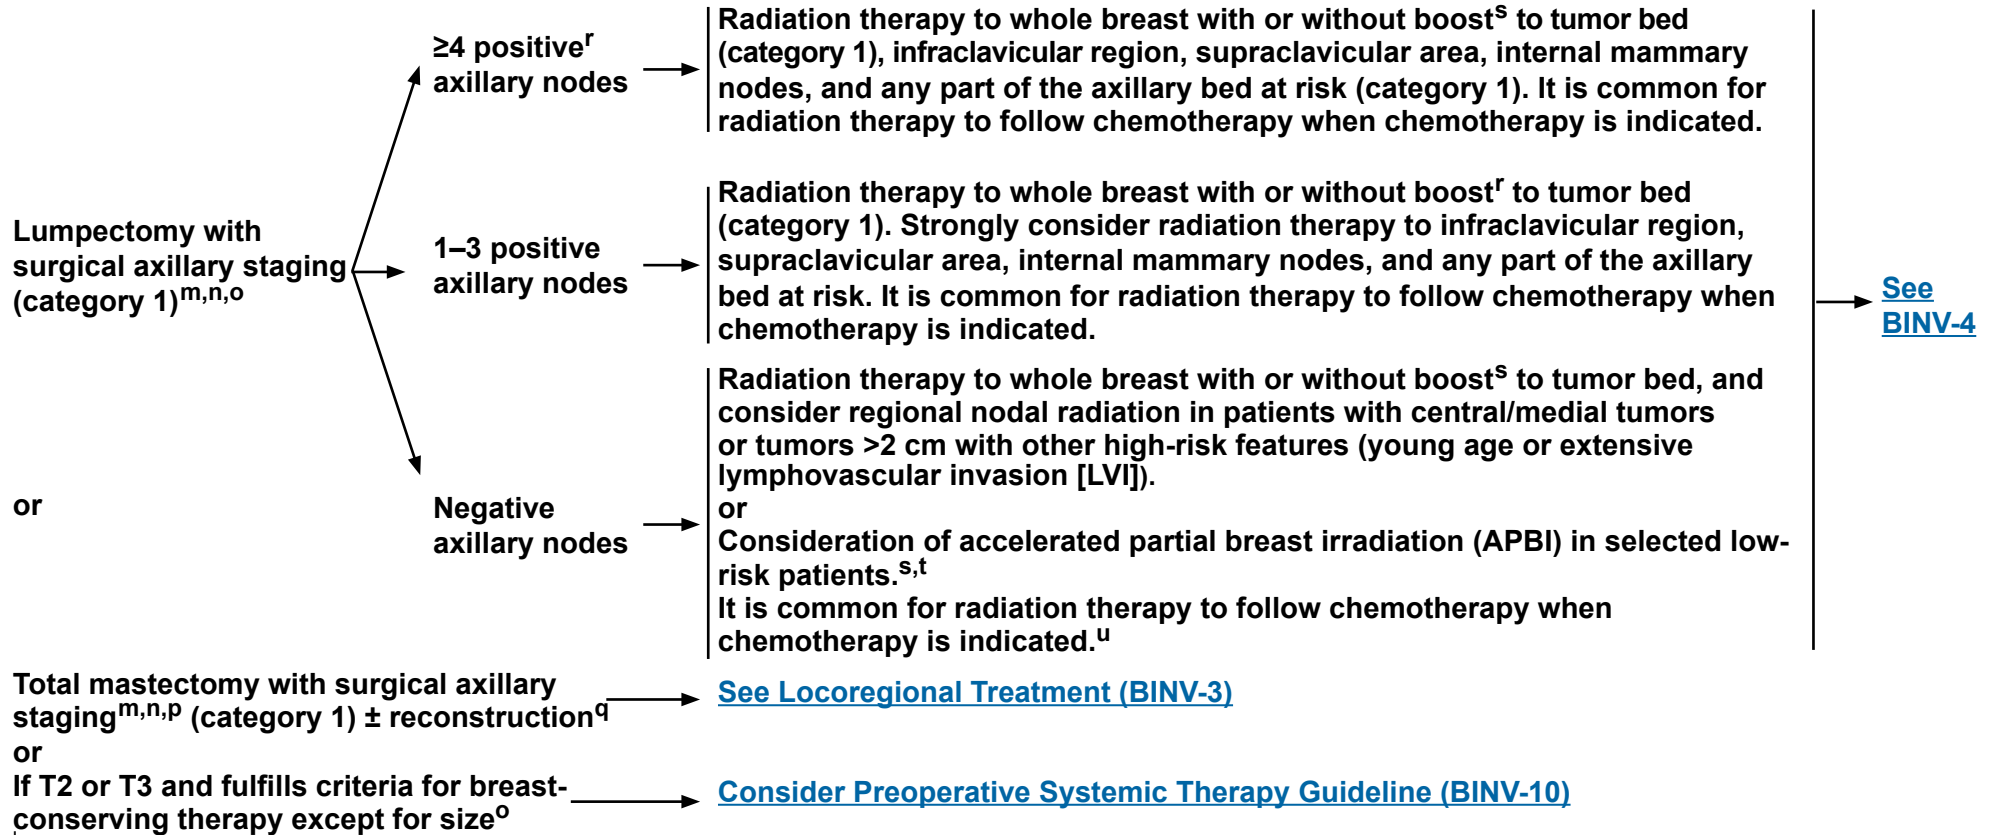 ≥4 positiveʳ
axillary nodes
Radiation therapy to whole breast with or without boostˢ to tumor bed
(category 1), infraclavicular region, supraclavicular area, internal mammary
nodes, and any part of the axillary bed at risk (category 1). It is common for
radiation therapy to follow chemotherapy when chemotherapy is indicated.
Lumpectomy with
surgical axillary staging
(category 1)ᵐ,ⁿ,ᵒ
1–3 positive
axillary nodes
Radiation therapy to whole breast with or without boostʳ to tumor bed
(category 1). Strongly consider radiation therapy to infraclavicular region,
supraclavicular area, internal mammary nodes, and any part of the axillary
bed at risk. It is common for radiation therapy to follow chemotherapy when
chemotherapy is indicated.
See
BINV-4
or
Negative
axillary nodes
Radiation therapy to whole breast with or without boostˢ to tumor bed, and
consider regional nodal radiation in patients with central/medial tumors
or tumors >2 cm with other high-risk features (young age or extensive
lymphovascular invasion [LVI]).
or
Consideration of accelerated partial breast irradiation (APBI) in selected low-
risk patients.ˢ,ᵗ
It is common for radiation therapy to follow chemotherapy when
chemotherapy is indicated.ᵘ
Total mastectomy with surgical axillary
stagingᵐ,ⁿ,ᵖ (category 1) ± reconstruction^q
See Locoregional Treatment (BINV-3)
or
If T2 or T3 and fulfills criteria for breast-
conserving therapy except for sizeᵒ
Consider Preoperative Systemic Therapy Guideline (BINV-10)